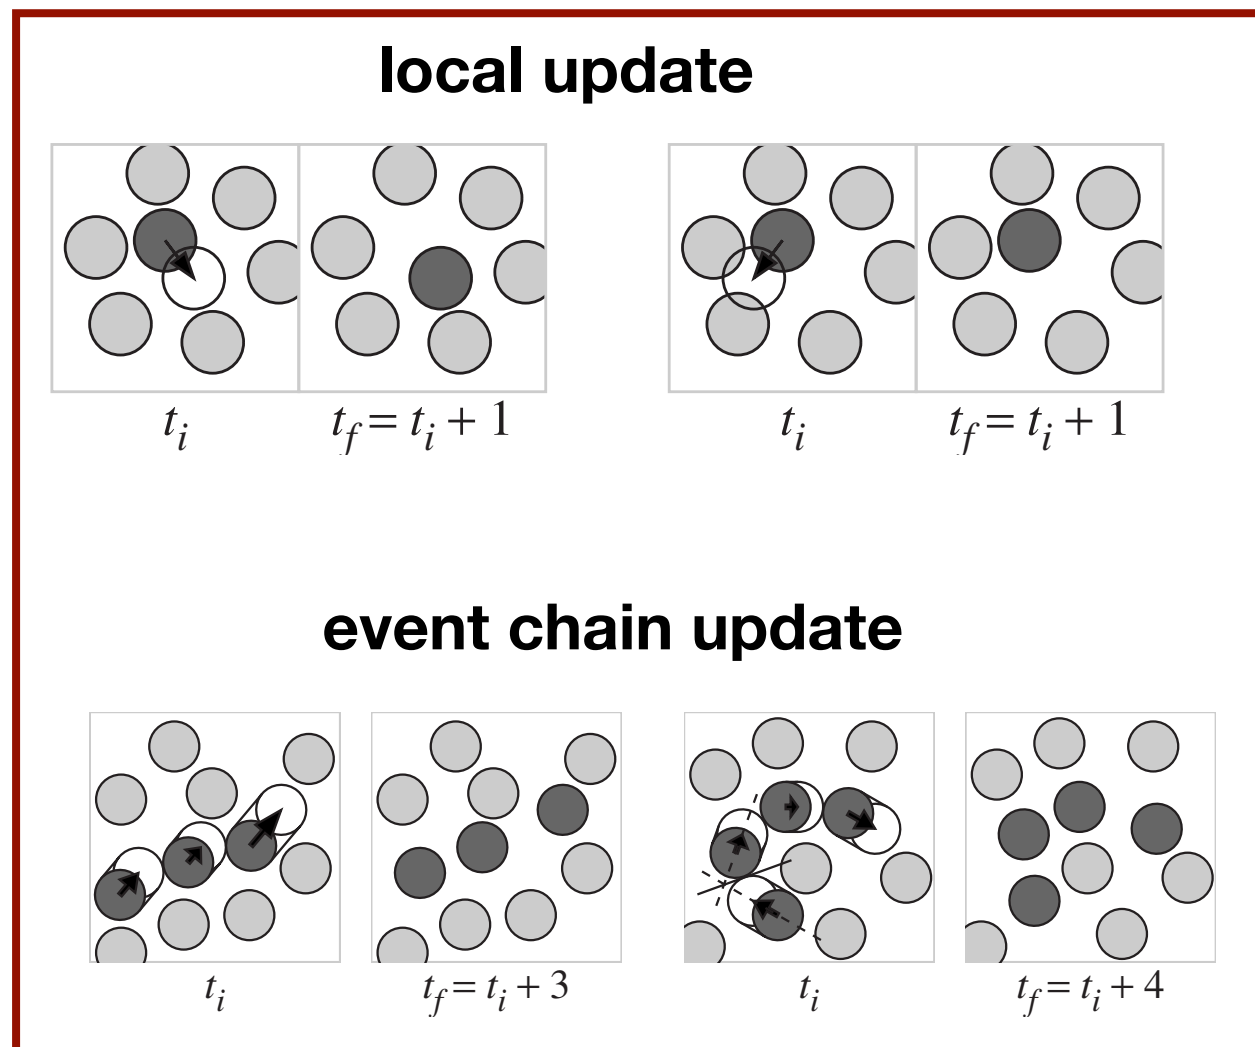 local update
t_i t_f = t_i + 1 t_i t_f = t_i + 1
event chain update
t_i t_f = t_i + 3 t_i t_f = t_i + 4